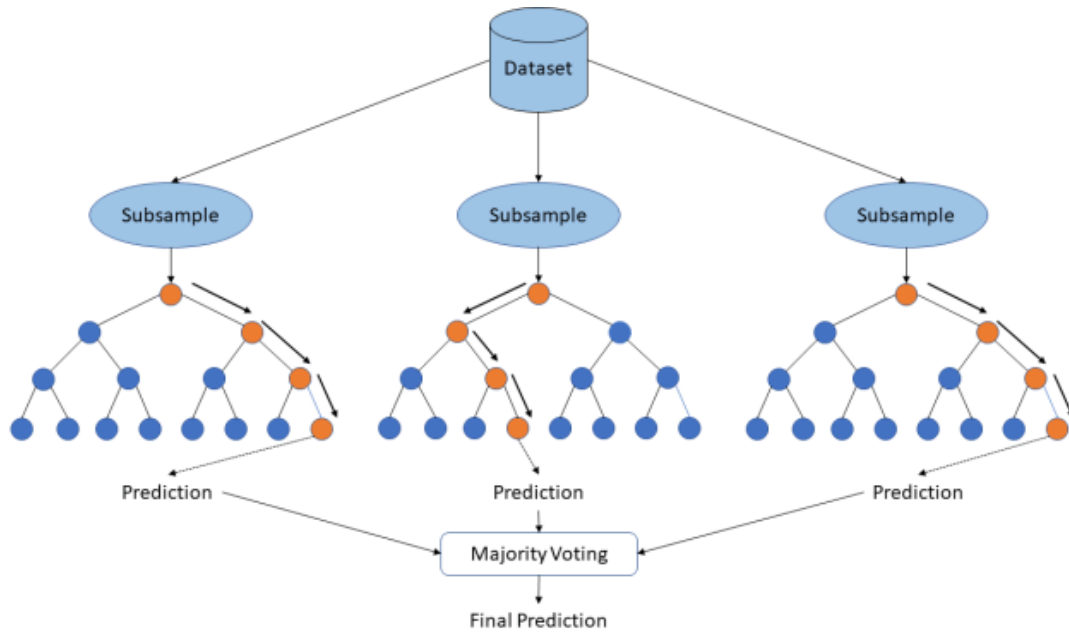 Dataset
Subsample
Subsample
Subsample
Prediction
Prediction
Prediction
Majority Voting
Final Prediction